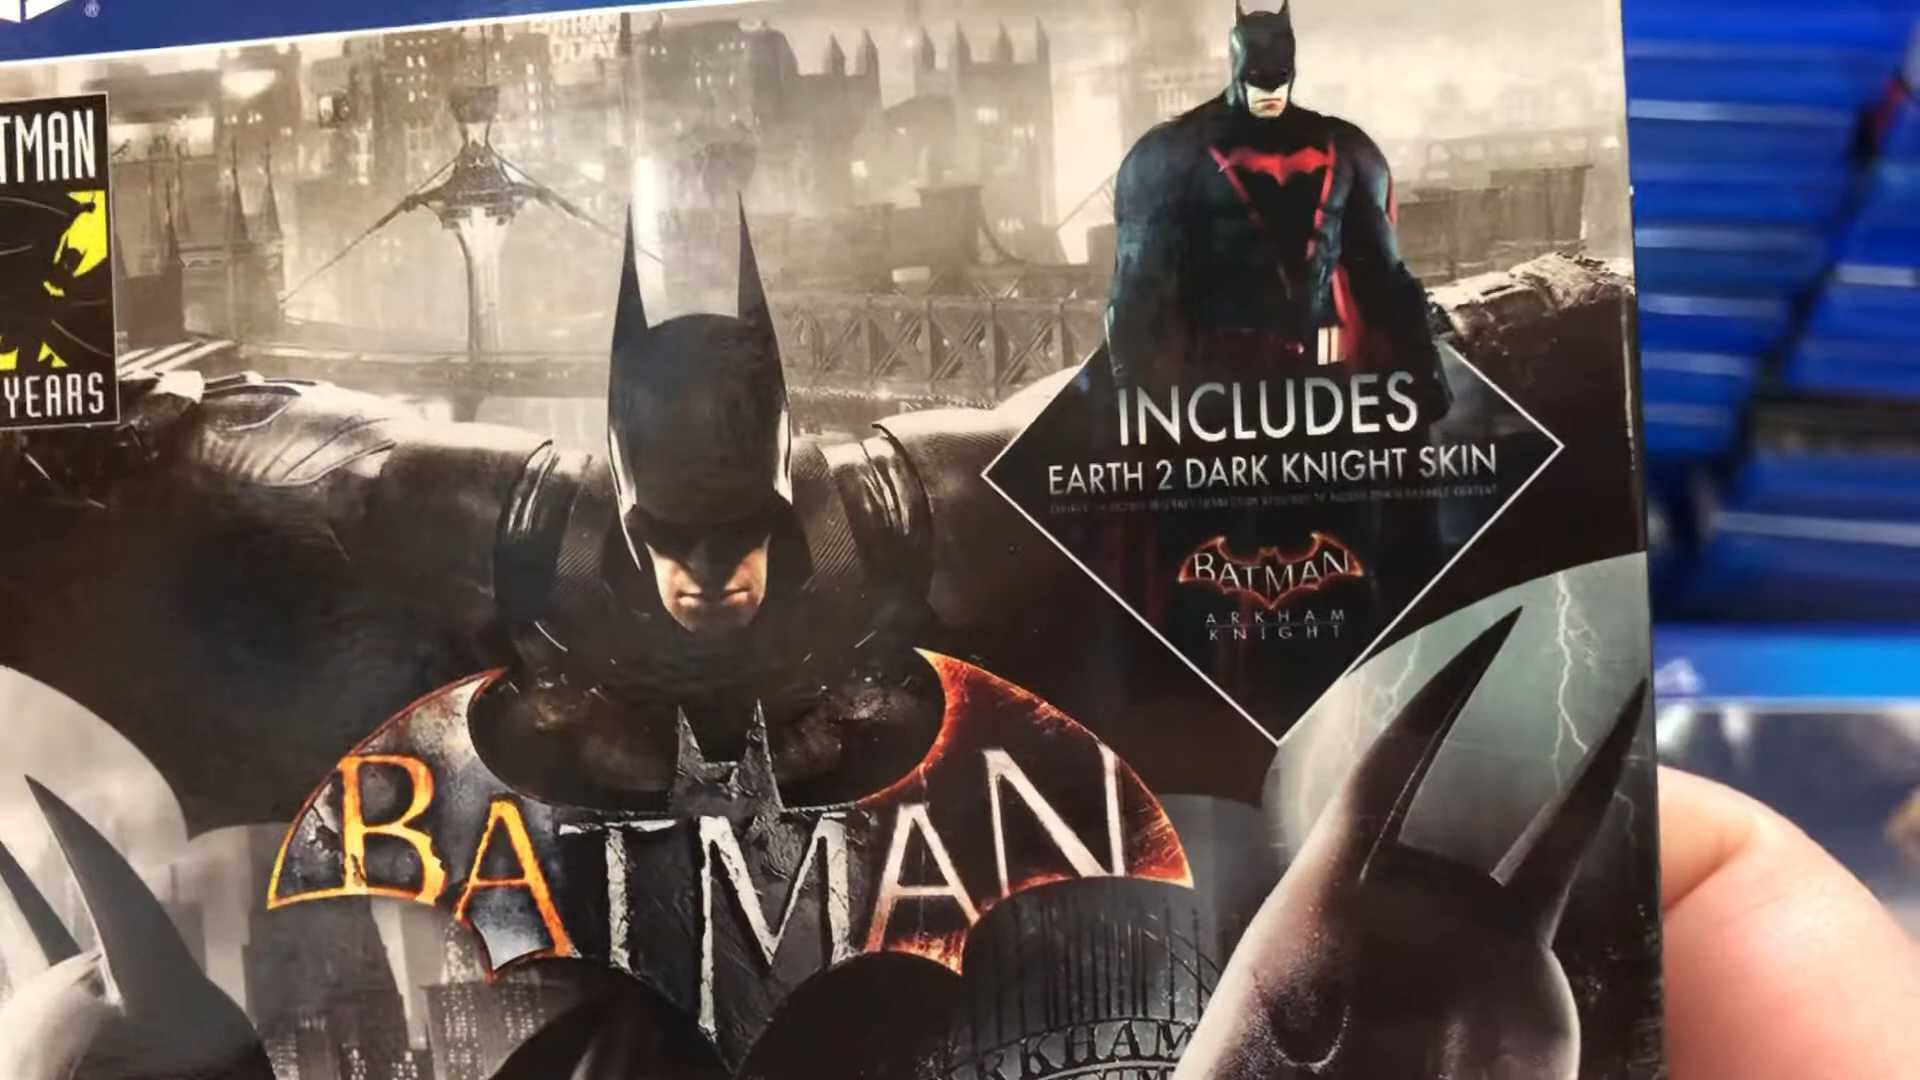 ®
TMAN
YEARS
INCLUDES
EARTH 2 DARK KNIGHT SKIN
BATMAN
ARKHAM
KNIGHT
BATMAN
RKHAM